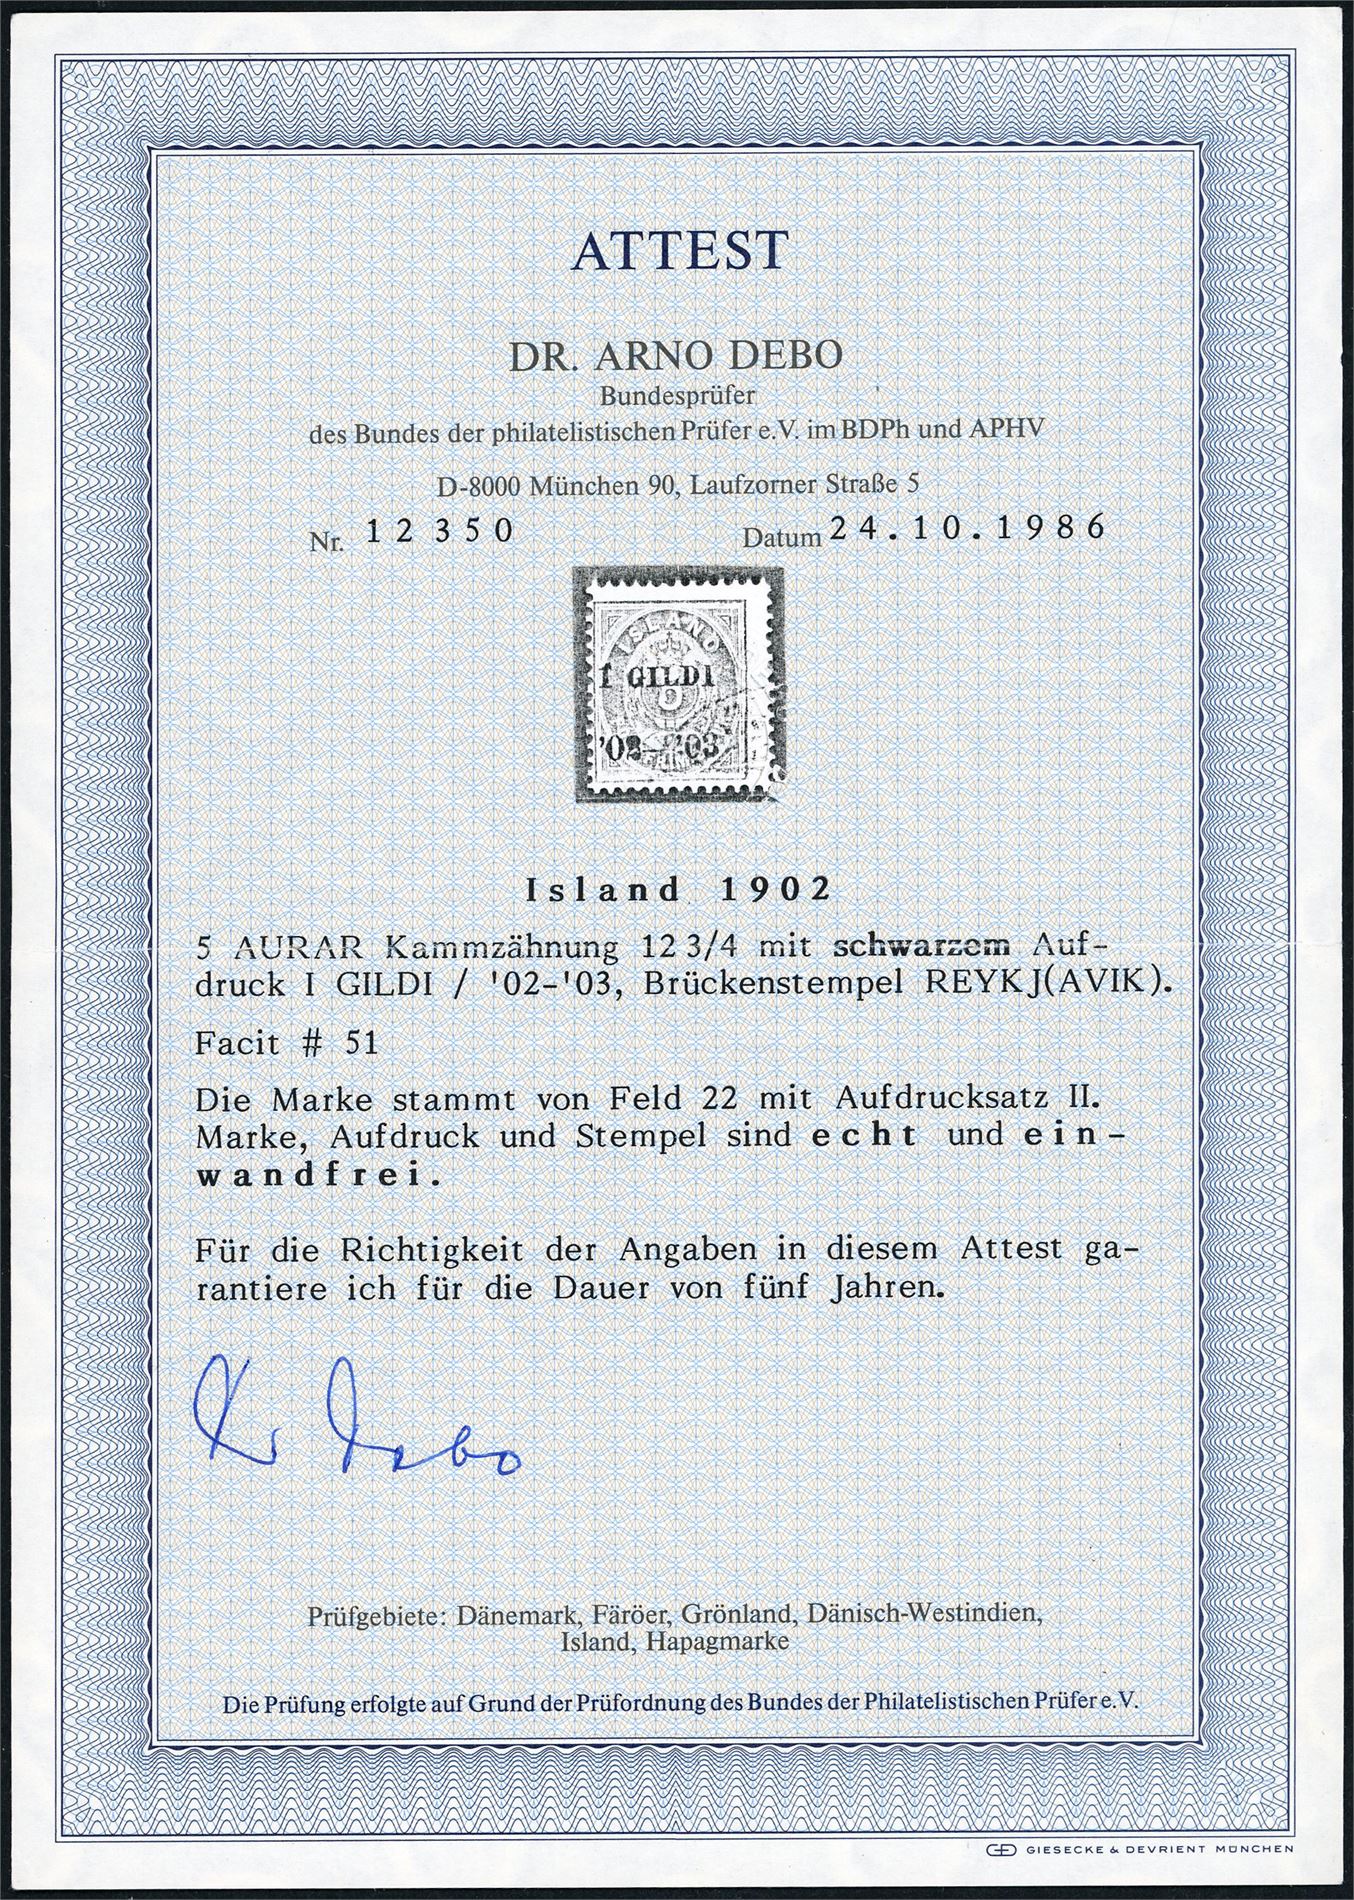 ATTEST
DR. ARNO DEBO
Bundesprüfer
des Bundes der philatelistischen Prüfer e.V. im BDPh und APHV
D-8000 München 90, Laufzorner Straße 5
Nr. 12 350 Datum 24.10.1986
ISLAND
1 GILDI
'02-'03
Island 1902
5 AURAR Kammzähnung 12 3/4 mit schwarzem Auf-
druck I GILDI / '02-'03, Brückenstempel REYKJ(AVIK).
Facit # 51
Die Marke stammt von Feld 22 mit Aufdrucksatz II.
Marke, Aufdruck und Stempel sind echt und ein-
wandfrei.
Für die Richtigkeit der Angaben in diesem Attest ga-
rantiere ich für die Dauer von fünf Jahren.
Prüfgebiete: Dänemark, Färöer, Grönland, Dänisch-Westindien,
Island, Hapagmarke
Die Prüfung erfolgte auf Grund der Prüfordnung des Bundes der Philatelistischen Prüfer e.V.
GIESECKE & DEVRIENT MÜNCHEN